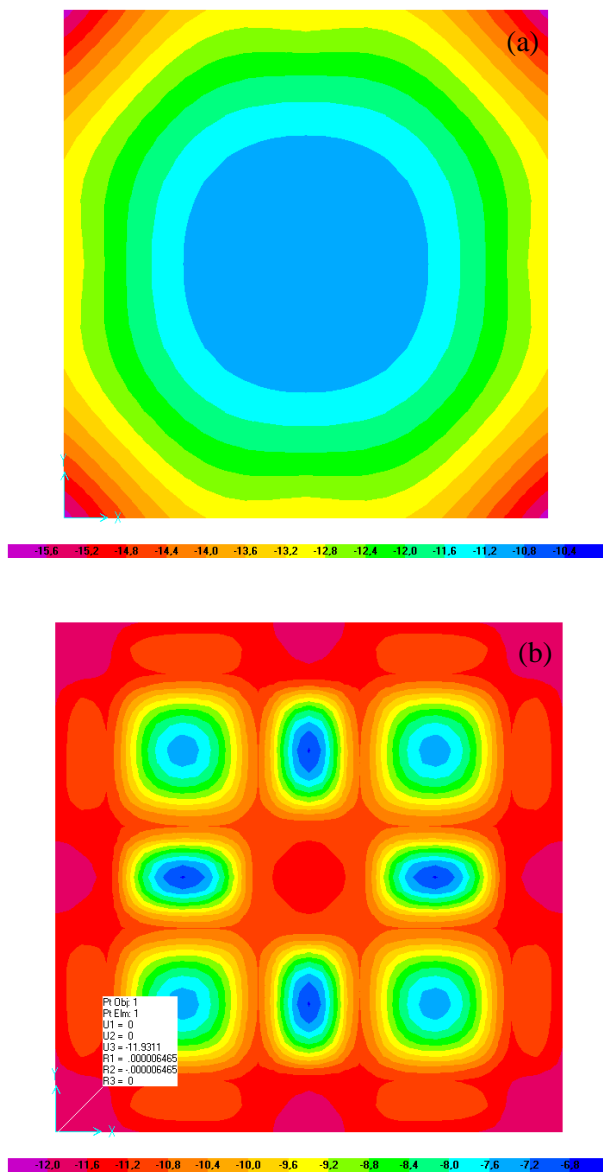 (a)
Y
X
-15,6 -15,2 -14,8 -14,4 -14,0 -13,6 -13,2 -12,8 -12,4 -12,0 -11,6 -11,2 -10,8 -10,4
(b)
Pt Obj: 1
Pt Elm: 1
U1 = 0
U2 = 0
U3 = -11.9311
R1 = .000006465
R2 = -.000006465
R3 = 0
Y
X
-12,0 -11,6 -11,2 -10,8 -10,4 -10,0 -9,6 -9,2 -8,8 -8,4 -8,0 -7,6 -7,2 -6,8